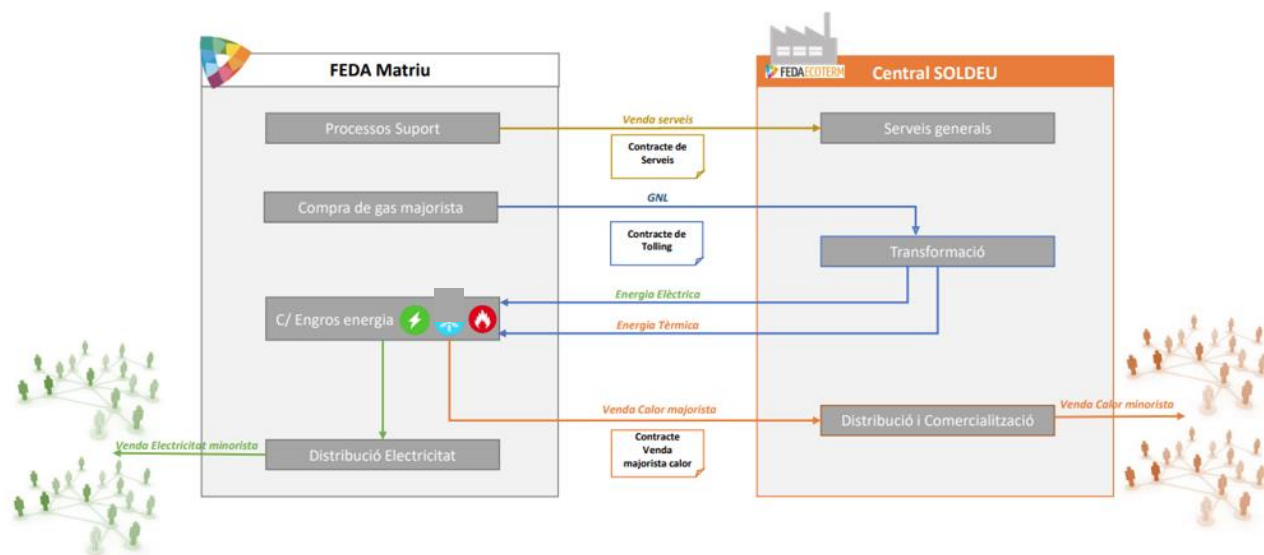 FEDA Matriu
FEDAECOTERM
Central SOLDEU
Processos Suport
Venda serveis
Serveis generals
Contracte de
Serveis
Compra de gas majorista
GNL
Contracte de
Tolling
Transformació
Energia Elèctrica
C/ Engros energia
Energia Tèrmica
Venda Calor majorista
Distribució i Comercialització
Venda Calor minorista
Venda Electricitat minorista
Distribució Electricitat
Contracte
Venda
majorista calor